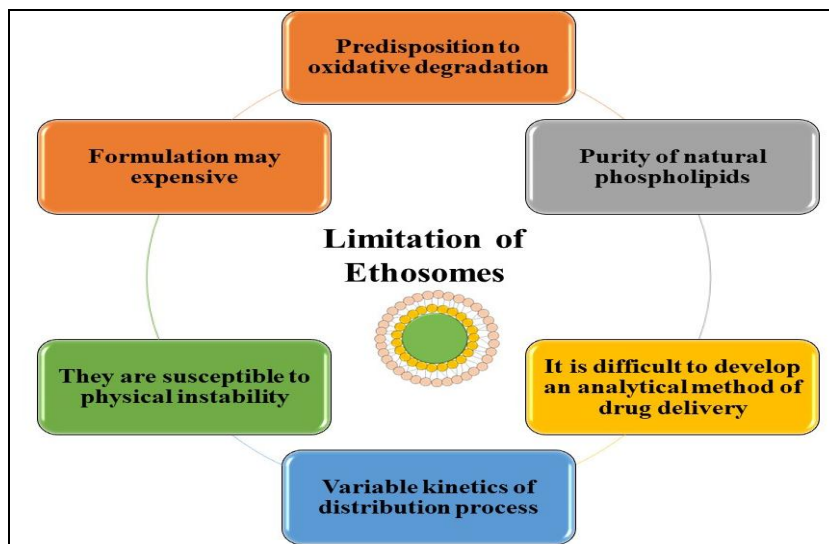 Predisposition to
oxidative degradation
Purity of natural
phospholipids
It is difficult to develop
an analytical method of
drug delivery
Variable kinetics of
distribution process
They are susceptible to
physical instability
Formulation may
expensive
Limitation of
Ethosomes